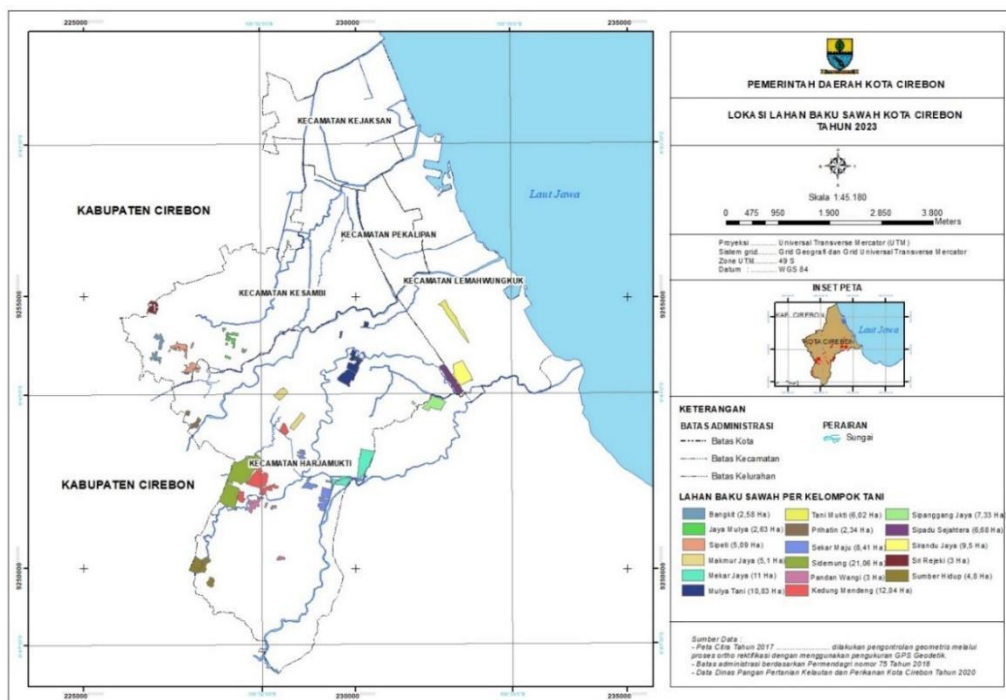 225000
230000
235000
KECAMATAN KEJAKSAN
KABUPATEN CIREBON
Laut Jawa
KECAMATAN PEKALIPAN
KECAMATAN LEMAHWUNGKUK
KECAMATAN KESAMBI
KECAMATAN HARJAMUKTI
KABUPATEN CIREBON
9255000
9250000
9255000
9250000
225000
230000
235000
PEMERINTAH DAERAH KOTA CIREBON
LOKASI LAHAN BAKU SAWAH KOTA CIREBON
TAHUN 2023
Skala 1:45.180
0 475 950 1.900 2.850 3.800
Meters
Proyeksi .......... Universal Transverse Mercator (UTM)
Sistem grid........ Grid Geografi dan Grid Universal Transverse Mercator
Zone UTM...... 49 S
Datum : .......... WGS 84
INSET PETA
KAB. CIREBON
Laut Jawa
KOTA CIREBON
KETERANGAN
BATAS ADMINISTRASI
Batas Kota
Batas Kecamatan
Batas Kelurahan
PERAIRAN
Sungai
LAHAN BAKU SAWAH PER KELOMPOK TANI
Bangkit (2,58 Ha)
Jaya Mulya (2,63 Ha)
Sipeti (5,09 Ha)
Makmur Jaya (5,1 Ha)
Mekar Jaya (11 Ha)
Mulya Tani (10,83 Ha)
Tani Mukti (6,02 Ha)
Prihatin (2,34 Ha)
Sekar Maju (8,41 Ha)
Sidemung (21,06 Ha)
Pandan Wangi (3 Ha)
Kedung Mendeng (12,04 Ha)
Sipanggang Jaya (7,33 Ha)
Sipadu Sejahtera (6,68 Ha)
Sirandu Jaya (9,5 Ha)
Sri Rejeki (3 Ha)
Sumber Hidup (4,8 Ha)
Sumber Data :
- Peta Citra Tahun 2017 .................... dilakukan pengontrolan geometris melalui
proses ortho rektifikasi dengan menggunakan pengukuran GPS Geodetik.
- Batas administrasi berdasarkan Permendagri nomor 75 Tahun 2018
- Data Dinas Pangan Pertanian Kelautan dan Perikanan Kota Cirebon Tahun 2020